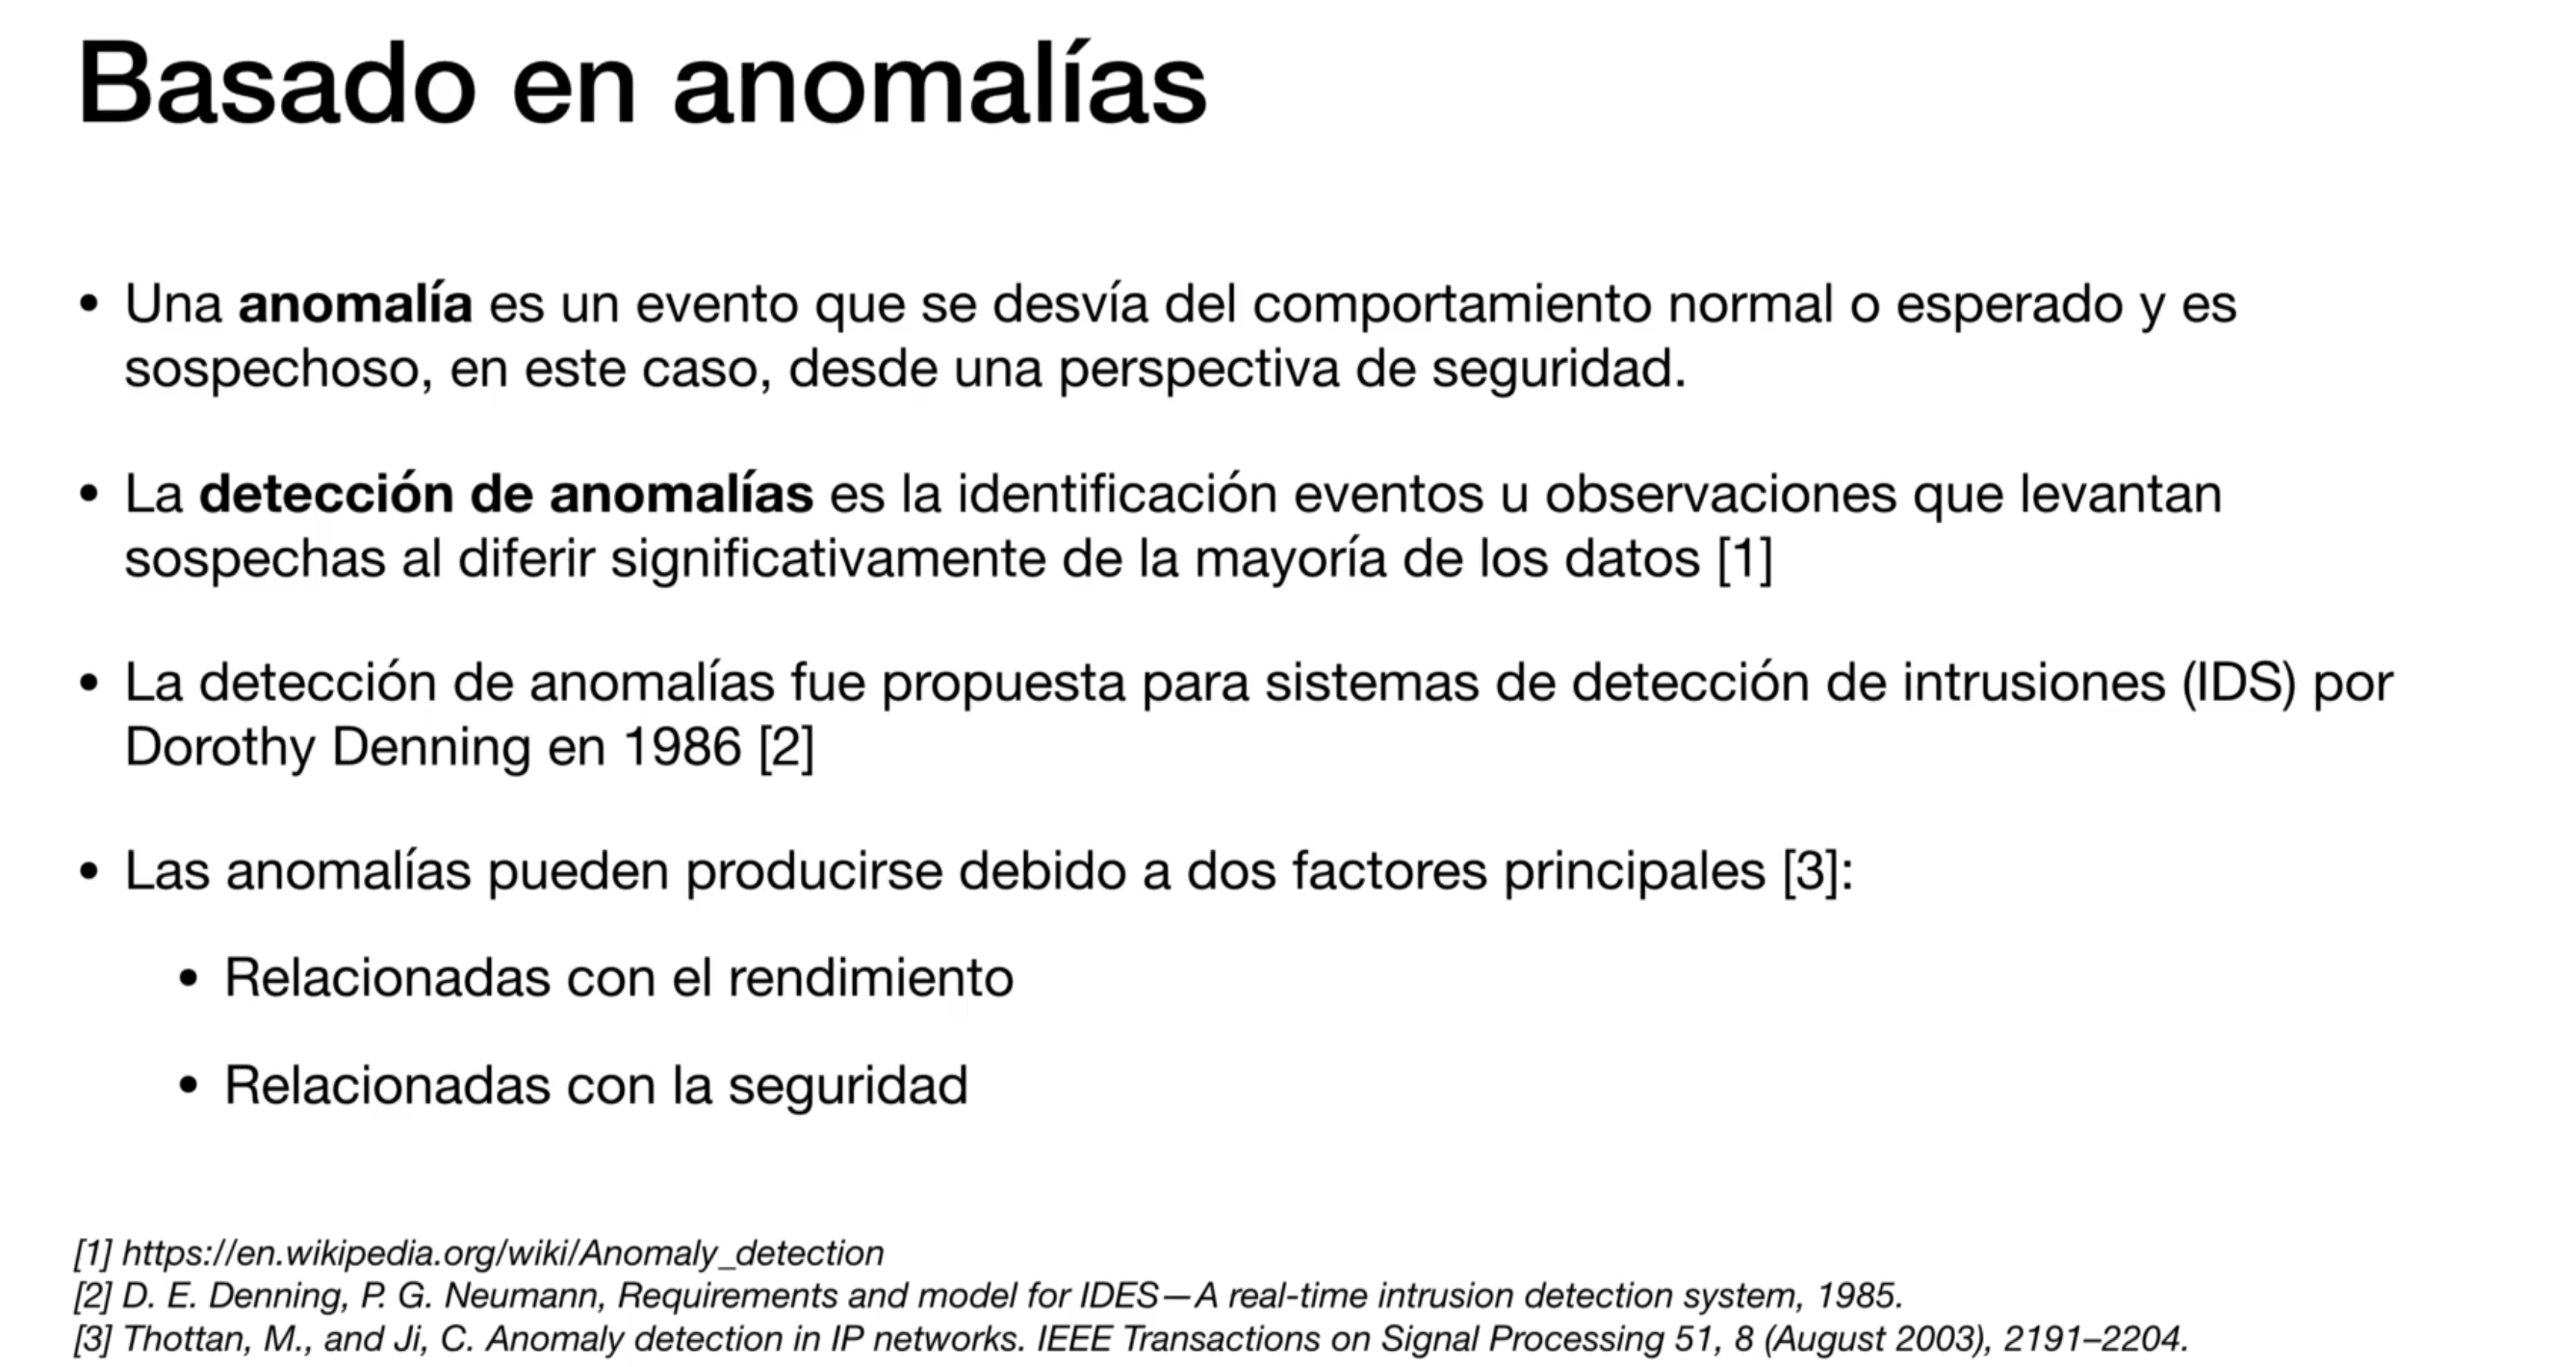 Basado en anomalías
• Una anomalía es un evento que se desvía del comportamiento normal o esperado y es
sospechoso, en este caso, desde una perspectiva de seguridad.
• La detección de anomalías es la identificación eventos u observaciones que levantan
sospechas al diferir significativamente de la mayoría de los datos [1]
• La detección de anomalías fue propuesta para sistemas de detección de intrusiones (IDS) por
Dorothy Denning en 1986 [2]
• Las anomalías pueden producirse debido a dos factores principales [3]:
• Relacionadas con el rendimiento
• Relacionadas con la seguridad
[1] https://en.wikipedia.org/wiki/Anomaly_detection
[2] D. E. Denning, P. G. Neumann, Requirements and model for IDES—A real-time intrusion detection system, 1985.
[3] Thottan, M., and Ji, C. Anomaly detection in IP networks. IEEE Transactions on Signal Processing 51, 8 (August 2003), 2191–2204.